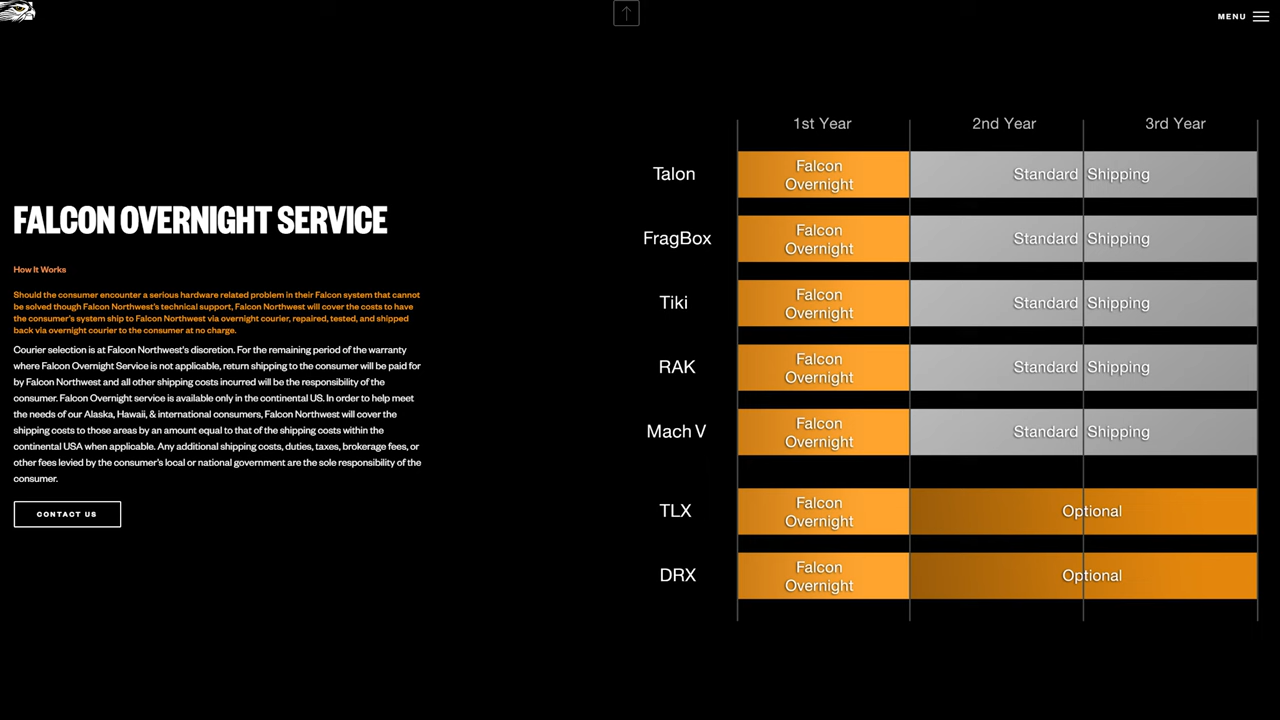 MENU
FALCON OVERNIGHT SERVICE
How It Works
Should the consumer encounter a serious hardware related problem in their Falcon system that cannot
be solved though Falcon Northwest's technical support, Falcon Northwest will cover the costs to have
the consumer's system ship to Falcon Northwest via overnight courier, repaired, tested, and shipped
back via overnight courier to the consumer at no charge.
Courier selection is at Falcon Northwest's discretion. For the remaining period of the warranty
where Falcon Overnight Service is not applicable, return shipping to the consumer will be paid for
by Falcon Northwest and all other shipping costs incurred will be the responsibility of the
consumer. Falcon Overnight service is available only in the continental US. In order to help meet
the needs of our Alaska, Hawaii, & international consumers, Falcon Northwest will cover the
shipping costs to those areas by an amount equal to that of the shipping costs within the
continental USA when applicable. Any additional shipping costs, duties, taxes, brokerage fees, or
other fees levied by the consumer's local or national government are the sole responsibility of the
consumer.
CONTACT US
1st Year 2nd Year 3rd Year
Talon
Falcon
Overnight
Standard Shipping
FragBox
Falcon
Overnight
Standard Shipping
Tiki
Falcon
Overnight
Standard Shipping
RAK
Falcon
Overnight
Standard Shipping
Mach V
Falcon
Overnight
Standard Shipping
TLX
Falcon
Overnight
Optional
DRX
Falcon
Overnight
Optional